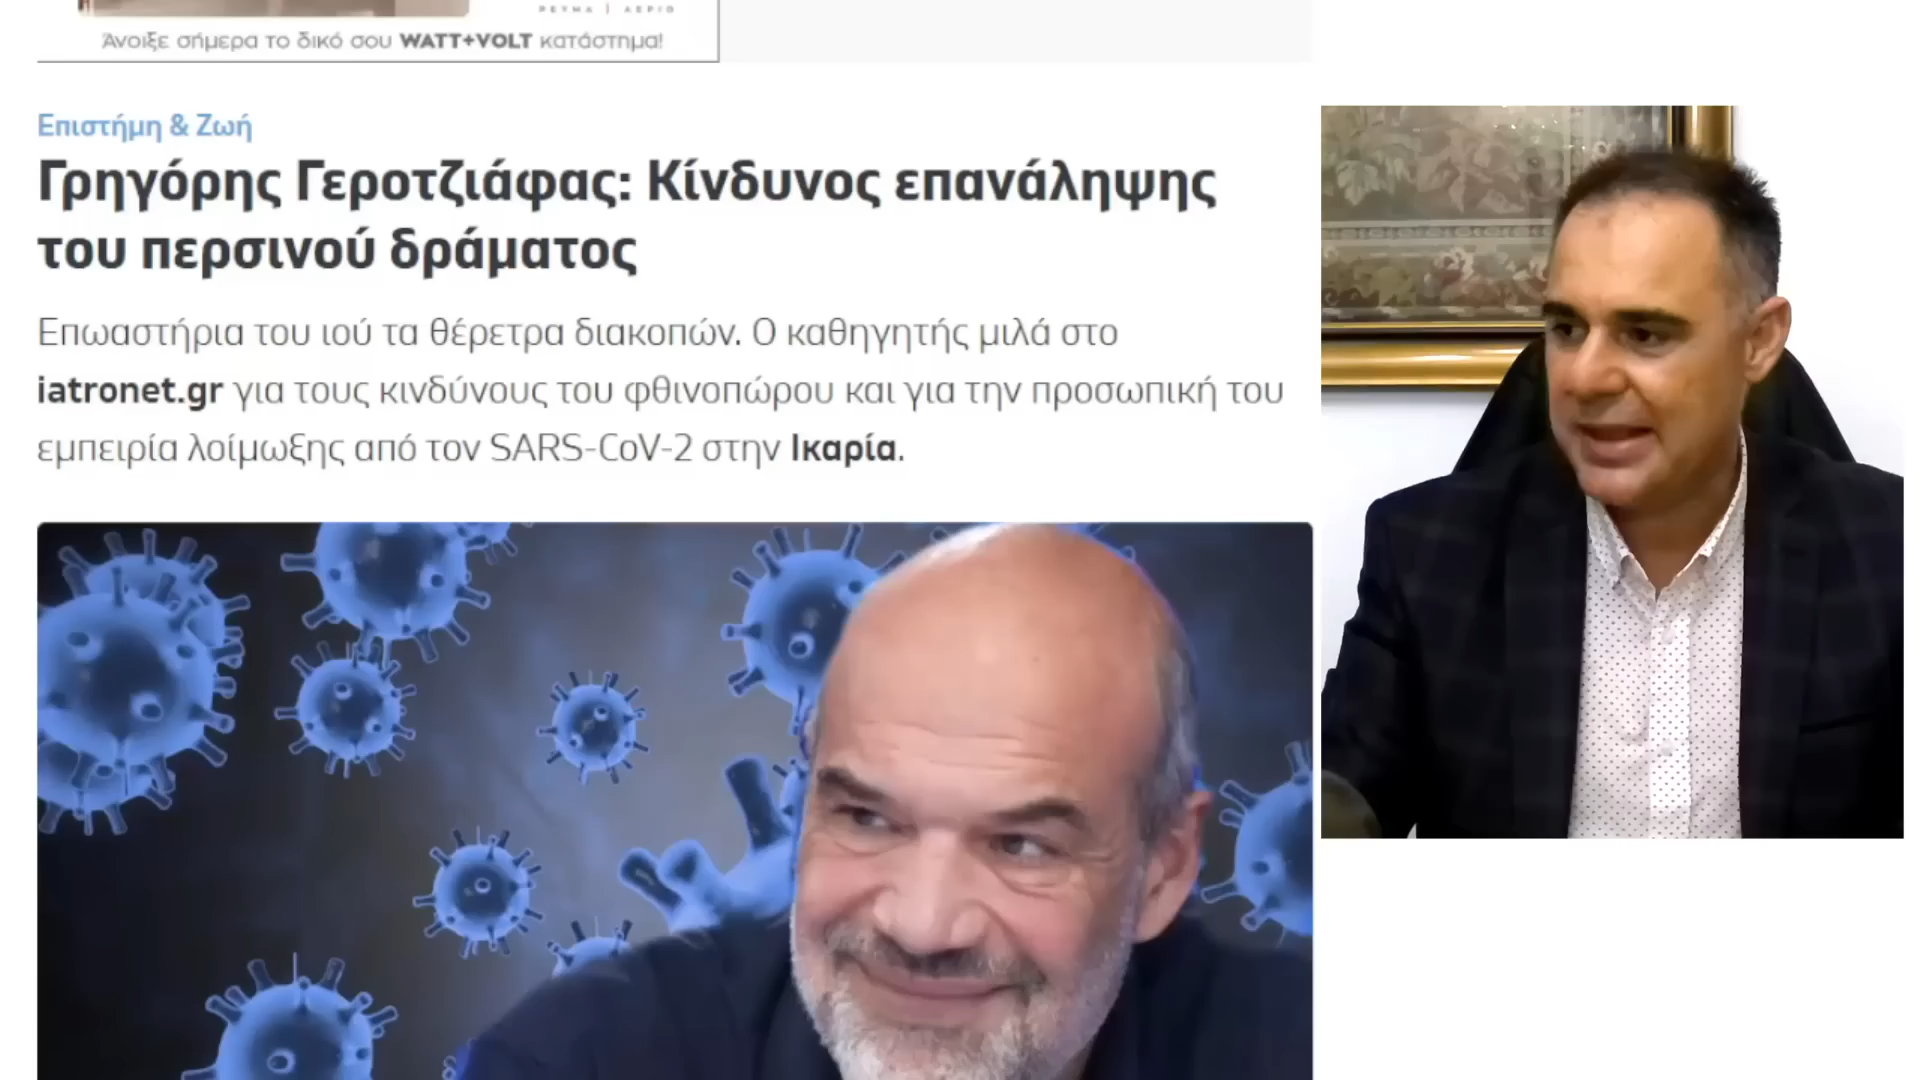 ΡΕΥΜΑ | ΑΕΡΙΟ
Άνοιξε σήμερα το δικό σου WATT+VOLT κατάστημα!
Επιστήμη & Ζωή
Γρηγόρης Γεροτζιάφας: Κίνδυνος επανάληψης
του περσινού δράματος
Επωαστήρια του ιού τα θέρετρα διακοπών. Ο καθηγητής μιλά στο
iatronet.gr για τους κινδύνους του φθινοπώρου και για την προσωπική του
εμπειρία λοίμωξης από τον SARS-CoV-2 στην Ικαρία.